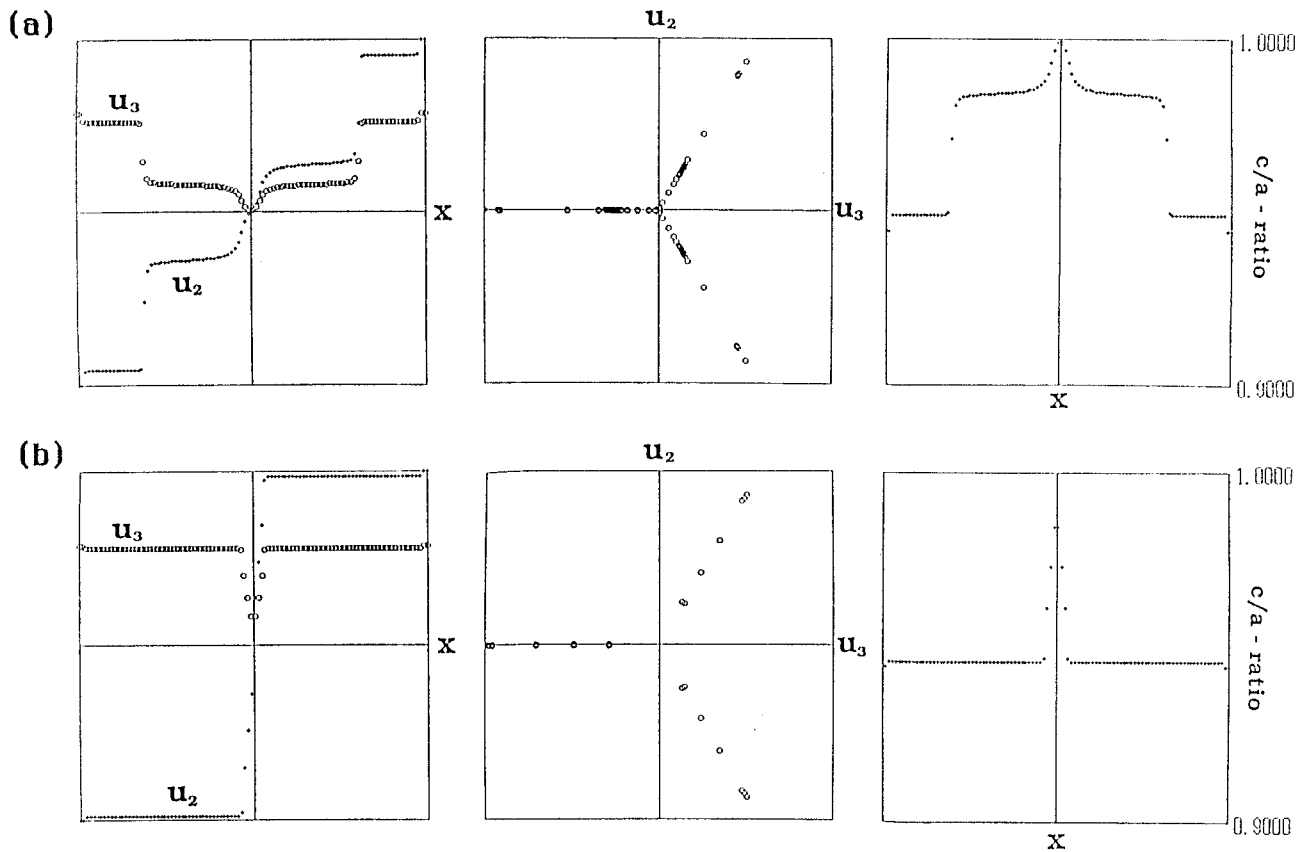 (a)
u₃
u₂
x
u₂
u₃
1.0000
c/a - ratio
0.9000
x
(b)
u₃
u₂
x
u₂
u₃
1.0000
c/a - ratio
0.9000
x